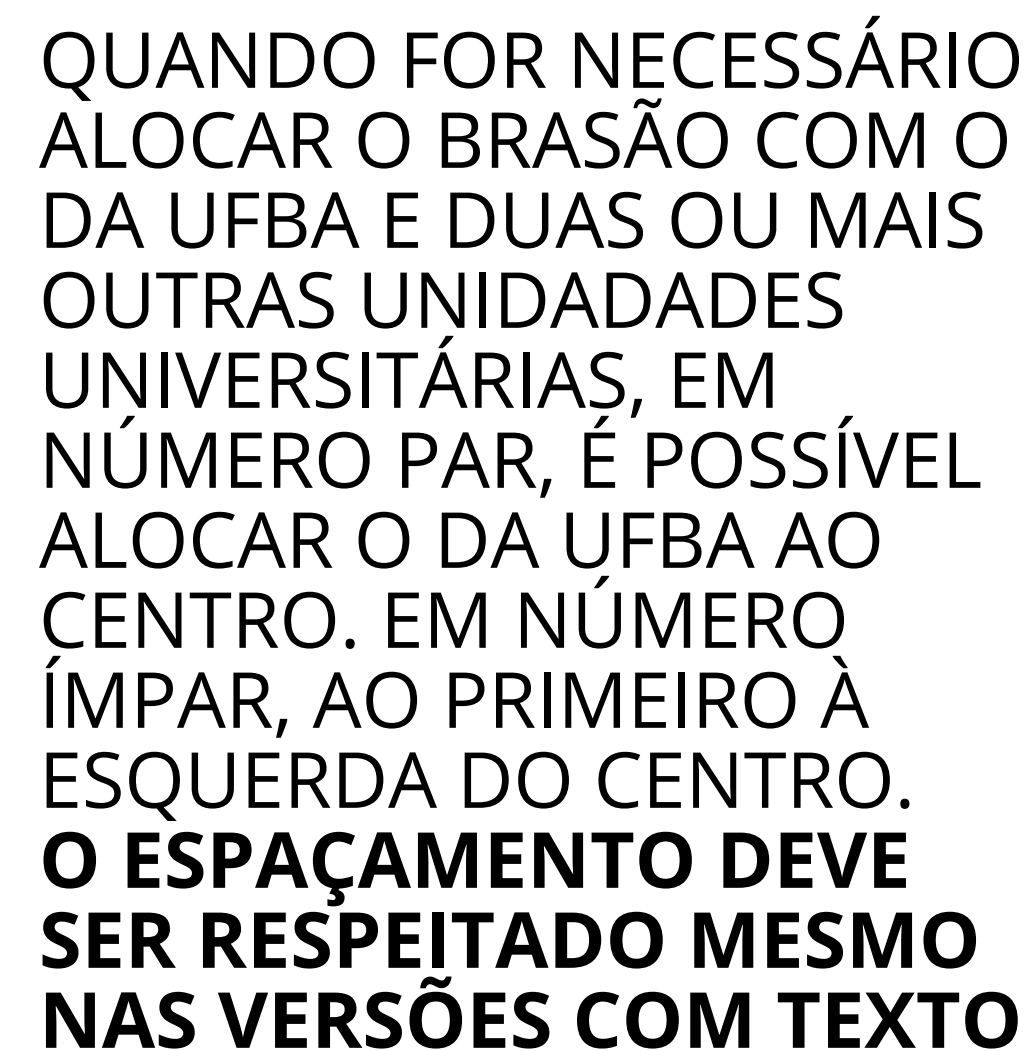 QUANDO FOR NECESSÁRIO
ALOCAR O BRASÃO COM O
DA UFBA E DUAS OU MAIS
OUTRAS UNIDADADES
UNIVERSITÁRIAS, EM
NÚMERO PAR, É POSSÍVEL
ALOCAR O DA UFBA AO
CENTRO. EM NÚMERO
ÍMPAR, AO PRIMEIRO À
ESQUERDA DO CENTRO.
O ESPAÇAMENTO DEVE
SER RESPEITADO MESMO
NAS VERSÕES COM TEXTO